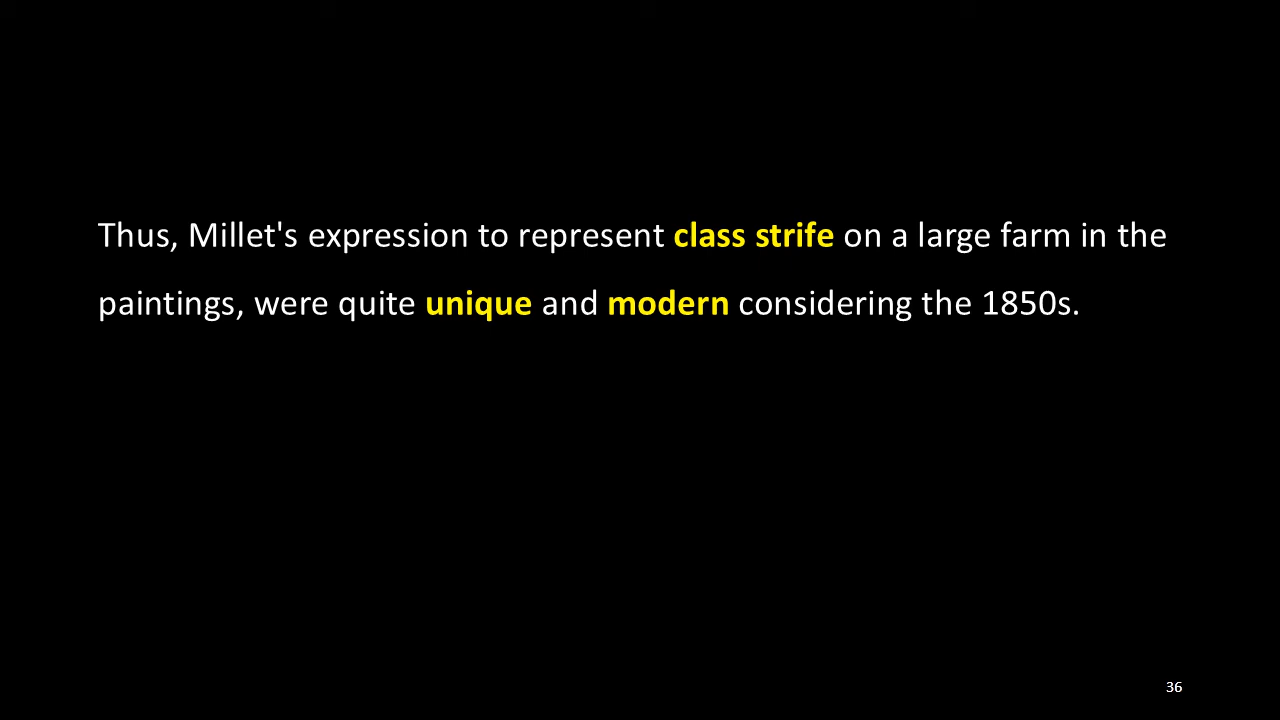 Thus, Millet's expression to represent class strife on a large farm in the
paintings, were quite unique and modern considering the 1850s.
36